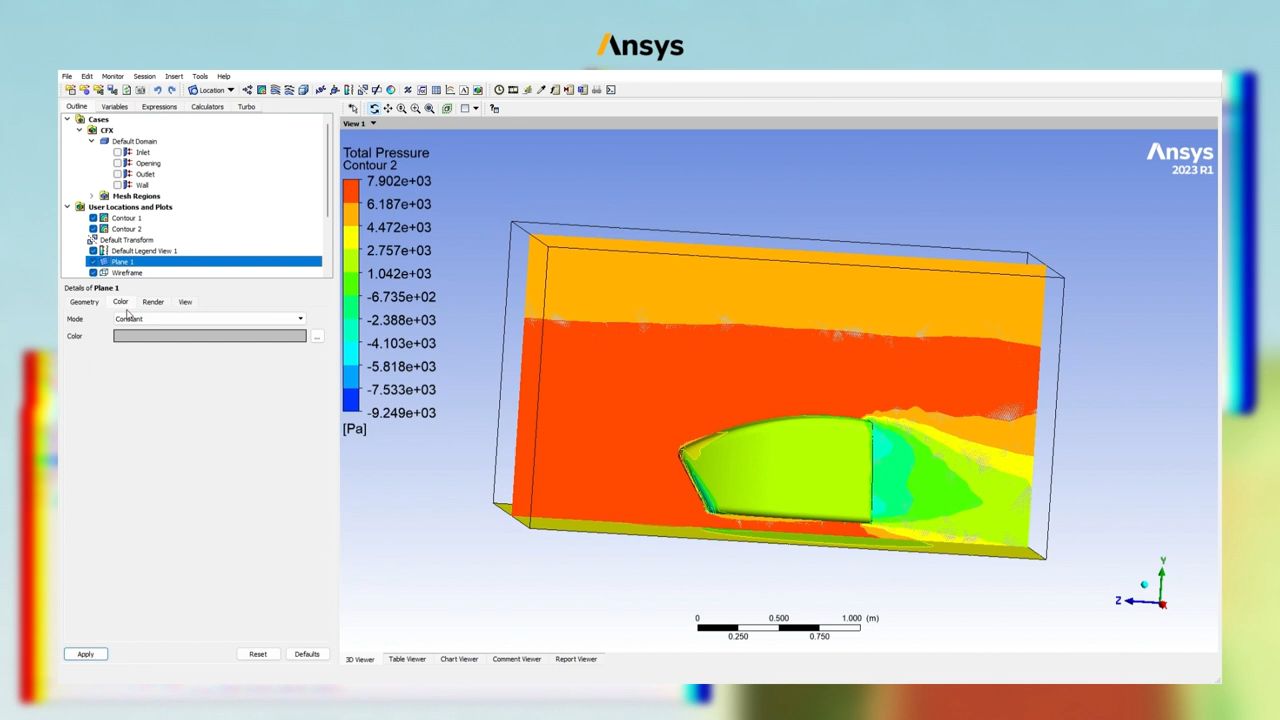 Ansys
File Edit Monitor Session Insert Tools Help
Location
Outline Variables Expressions Calculators Turbo
Cases
CFX
Default Domain
Inlet
Opening
Outlet
Wall
Mesh Regions
User Locations and Plots
Contour 1
Contour 2
Default Transform
Default Legend View 1
Plane 1
Wireframe
Details of Plane 1
Geometry Color Render View
Mode Constant
Color ...
Apply Reset Defaults
View 1
Total Pressure
Contour 2
7.902e+03
6.187e+03
4.472e+03
2.757e+03
1.042e+03
-6.735e+02
-2.388e+03
-4.103e+03
-5.818e+03
-7.533e+03
-9.249e+03
[Pa]
Ansys
2023 R1
Y
Z
X
0 0.500 1.000 (m)
0.250 0.750
3D Viewer Table Viewer Chart Viewer Comment Viewer Report Viewer